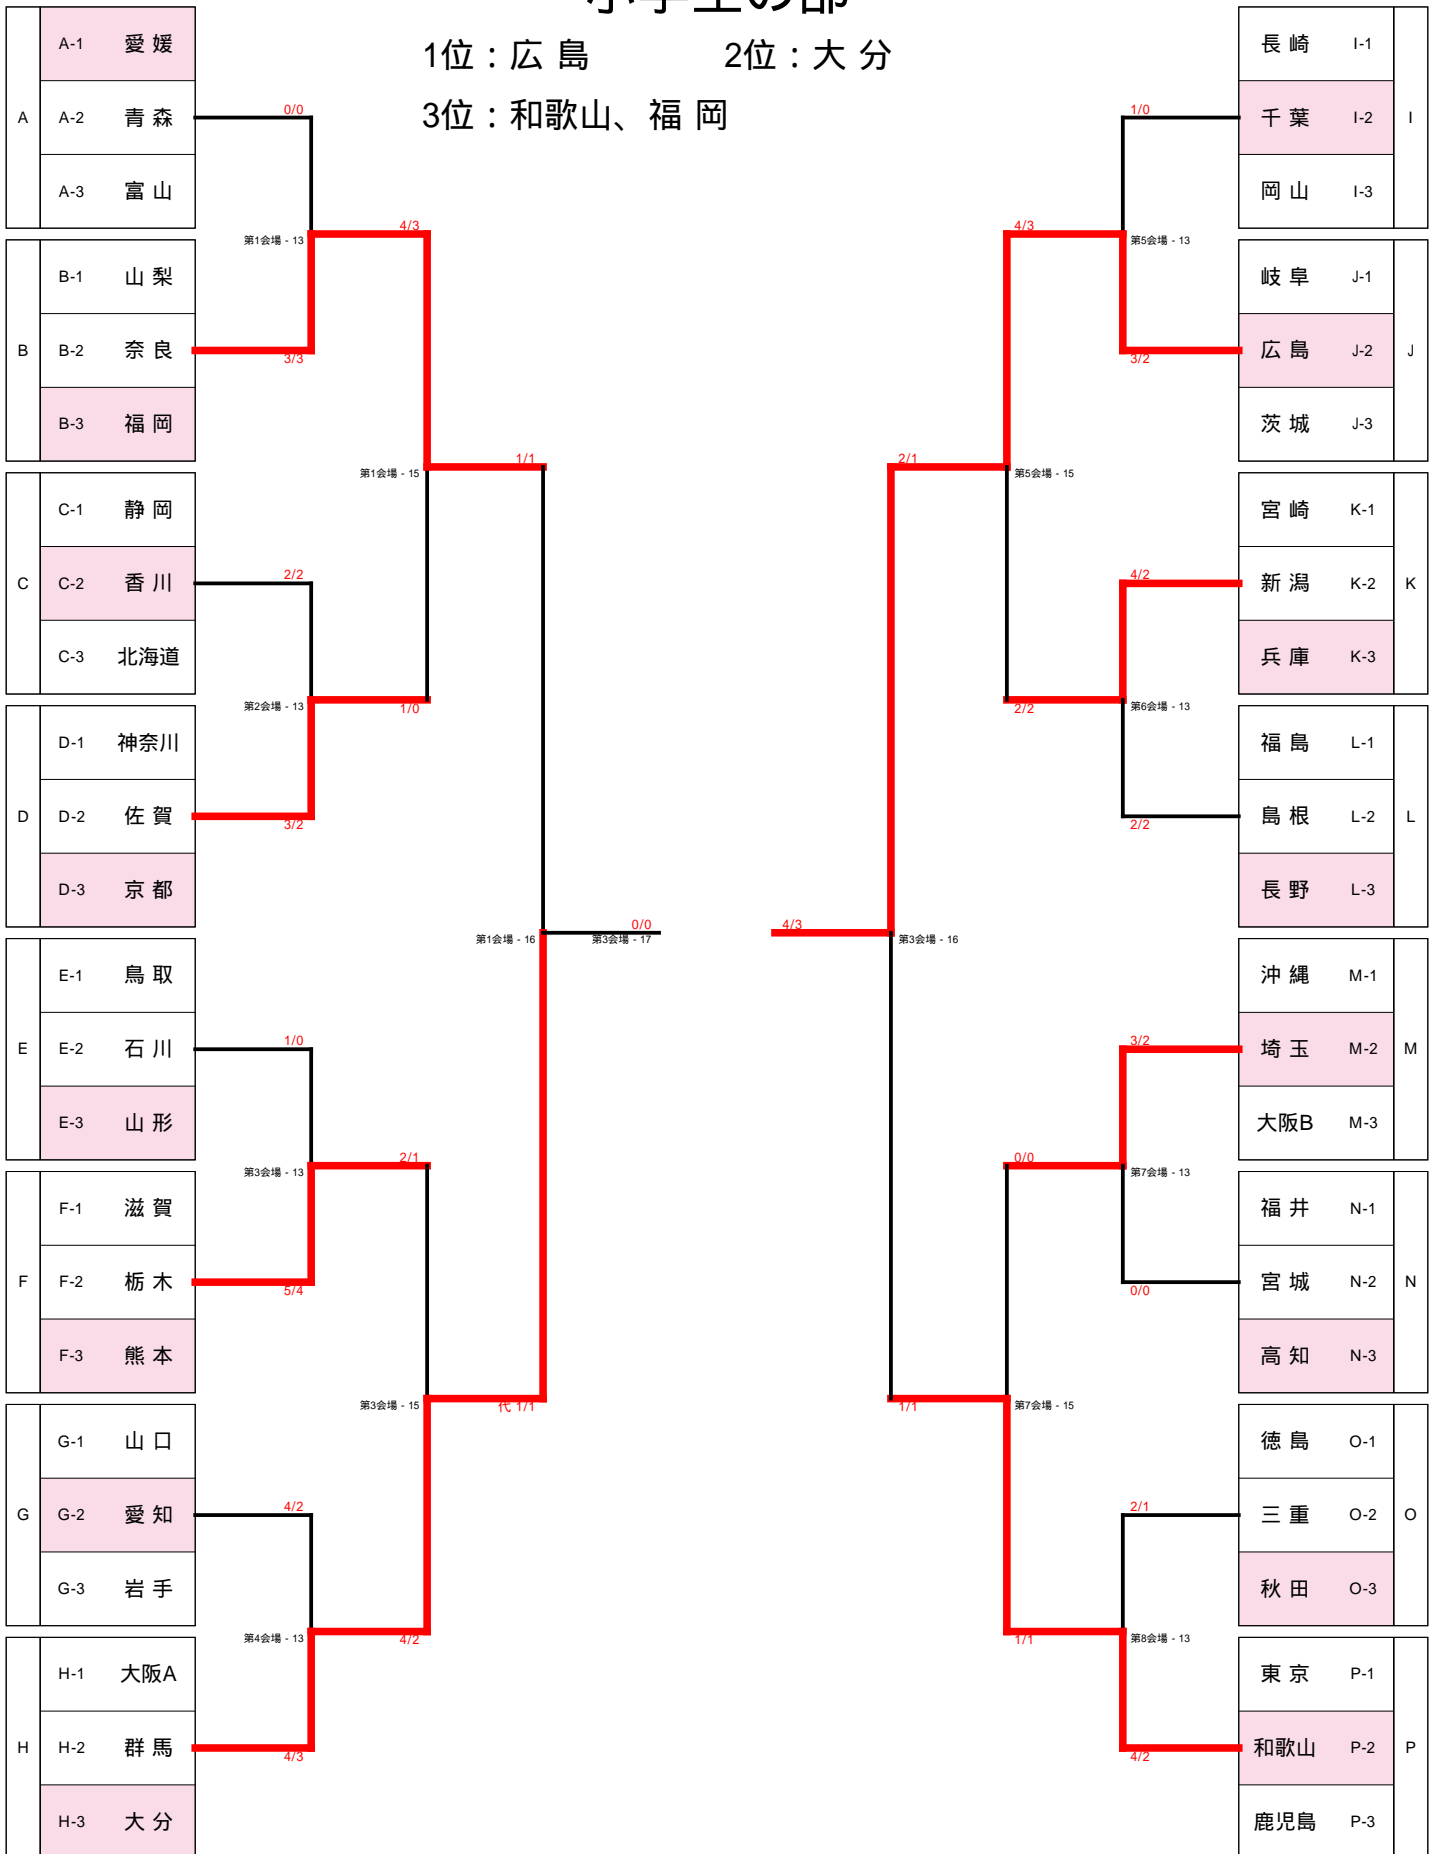 小学生の部
1位：広 島 2位：大 分
3位：和歌山、福 岡
A
A-1 愛 媛
A-2 青 森
A-3 富 山
0/0
第1会場 - 13
4/3
B
B-1 山 梨
B-2 奈 良
B-3 福 岡
3/3
第1会場 - 15
1/1
C
C-1 静 岡
C-2 香 川
C-3 北海道
2/2
第2会場 - 13
1/0
D
D-1 神奈川
D-2 佐 賀
D-3 京 都
3/2
第1会場 - 16
0/0
第3会場 - 17
E
E-1 鳥 取
E-2 石 川
E-3 山 形
1/0
第3会場 - 13
2/1
F
F-1 滋 賀
F-2 栃 木
F-3 熊 本
5/4
第3会場 - 15
代 1/1
G
G-1 山 口
G-2 愛 知
G-3 岩 手
4/2
第4会場 - 13
4/2
H
H-1 大阪A
H-2 群 馬
H-3 大 分
4/3
長 崎 I-1
千 葉 I-2
岡 山 I-3
I
1/0
4/3
第5会場 - 13
岐 阜 J-1
広 島 J-2
茨 城 J-3
J
3/2
2/1
第5会場 - 15
宮 崎 K-1
新 潟 K-2
兵 庫 K-3
K
4/2
2/2
第6会場 - 13
福 島 L-1
島 根 L-2
長 野 L-3
L
2/2
4/3
第3会場 - 16
沖 縄 M-1
埼 玉 M-2
大阪B M-3
M
3/2
0/0
第7会場 - 13
福 井 N-1
宮 城 N-2
高 知 N-3
N
0/0
1/1
第7会場 - 15
徳 島 O-1
三 重 O-2
秋 田 O-3
O
2/1
1/1
第8会場 - 13
東 京 P-1
和歌山 P-2
鹿児島 P-3
P
4/2